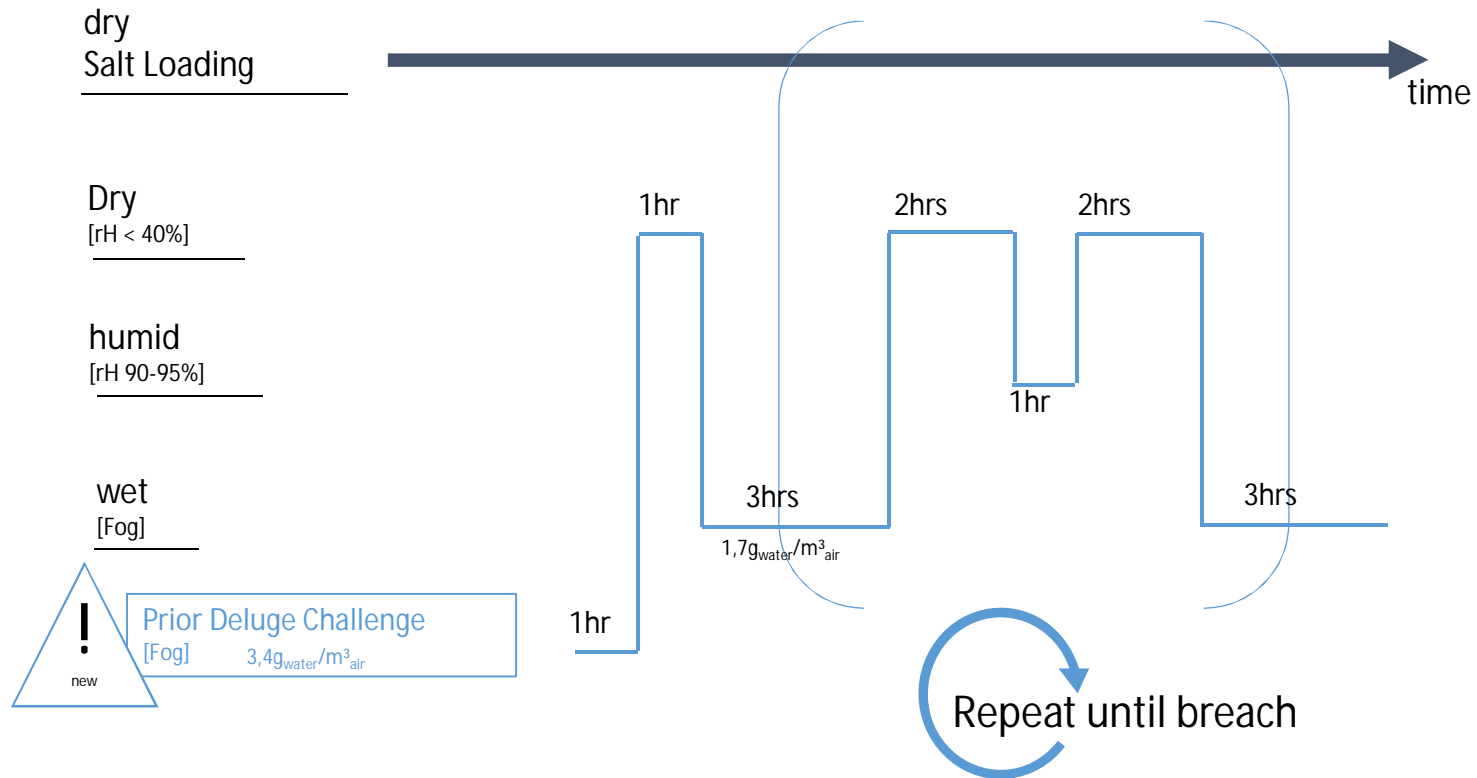 dry
Salt Loading
time
Dry
[rH < 40%]
1hr
2hrs
2hrs
humid
[rH 90-95%]
1hr
wet
[Fog]
3hrs
3hrs
1,7gwater/m³air
! 
new
Prior Deluge Challenge
[Fog] 3,4gwater/m³air
1hr
Repeat until breach